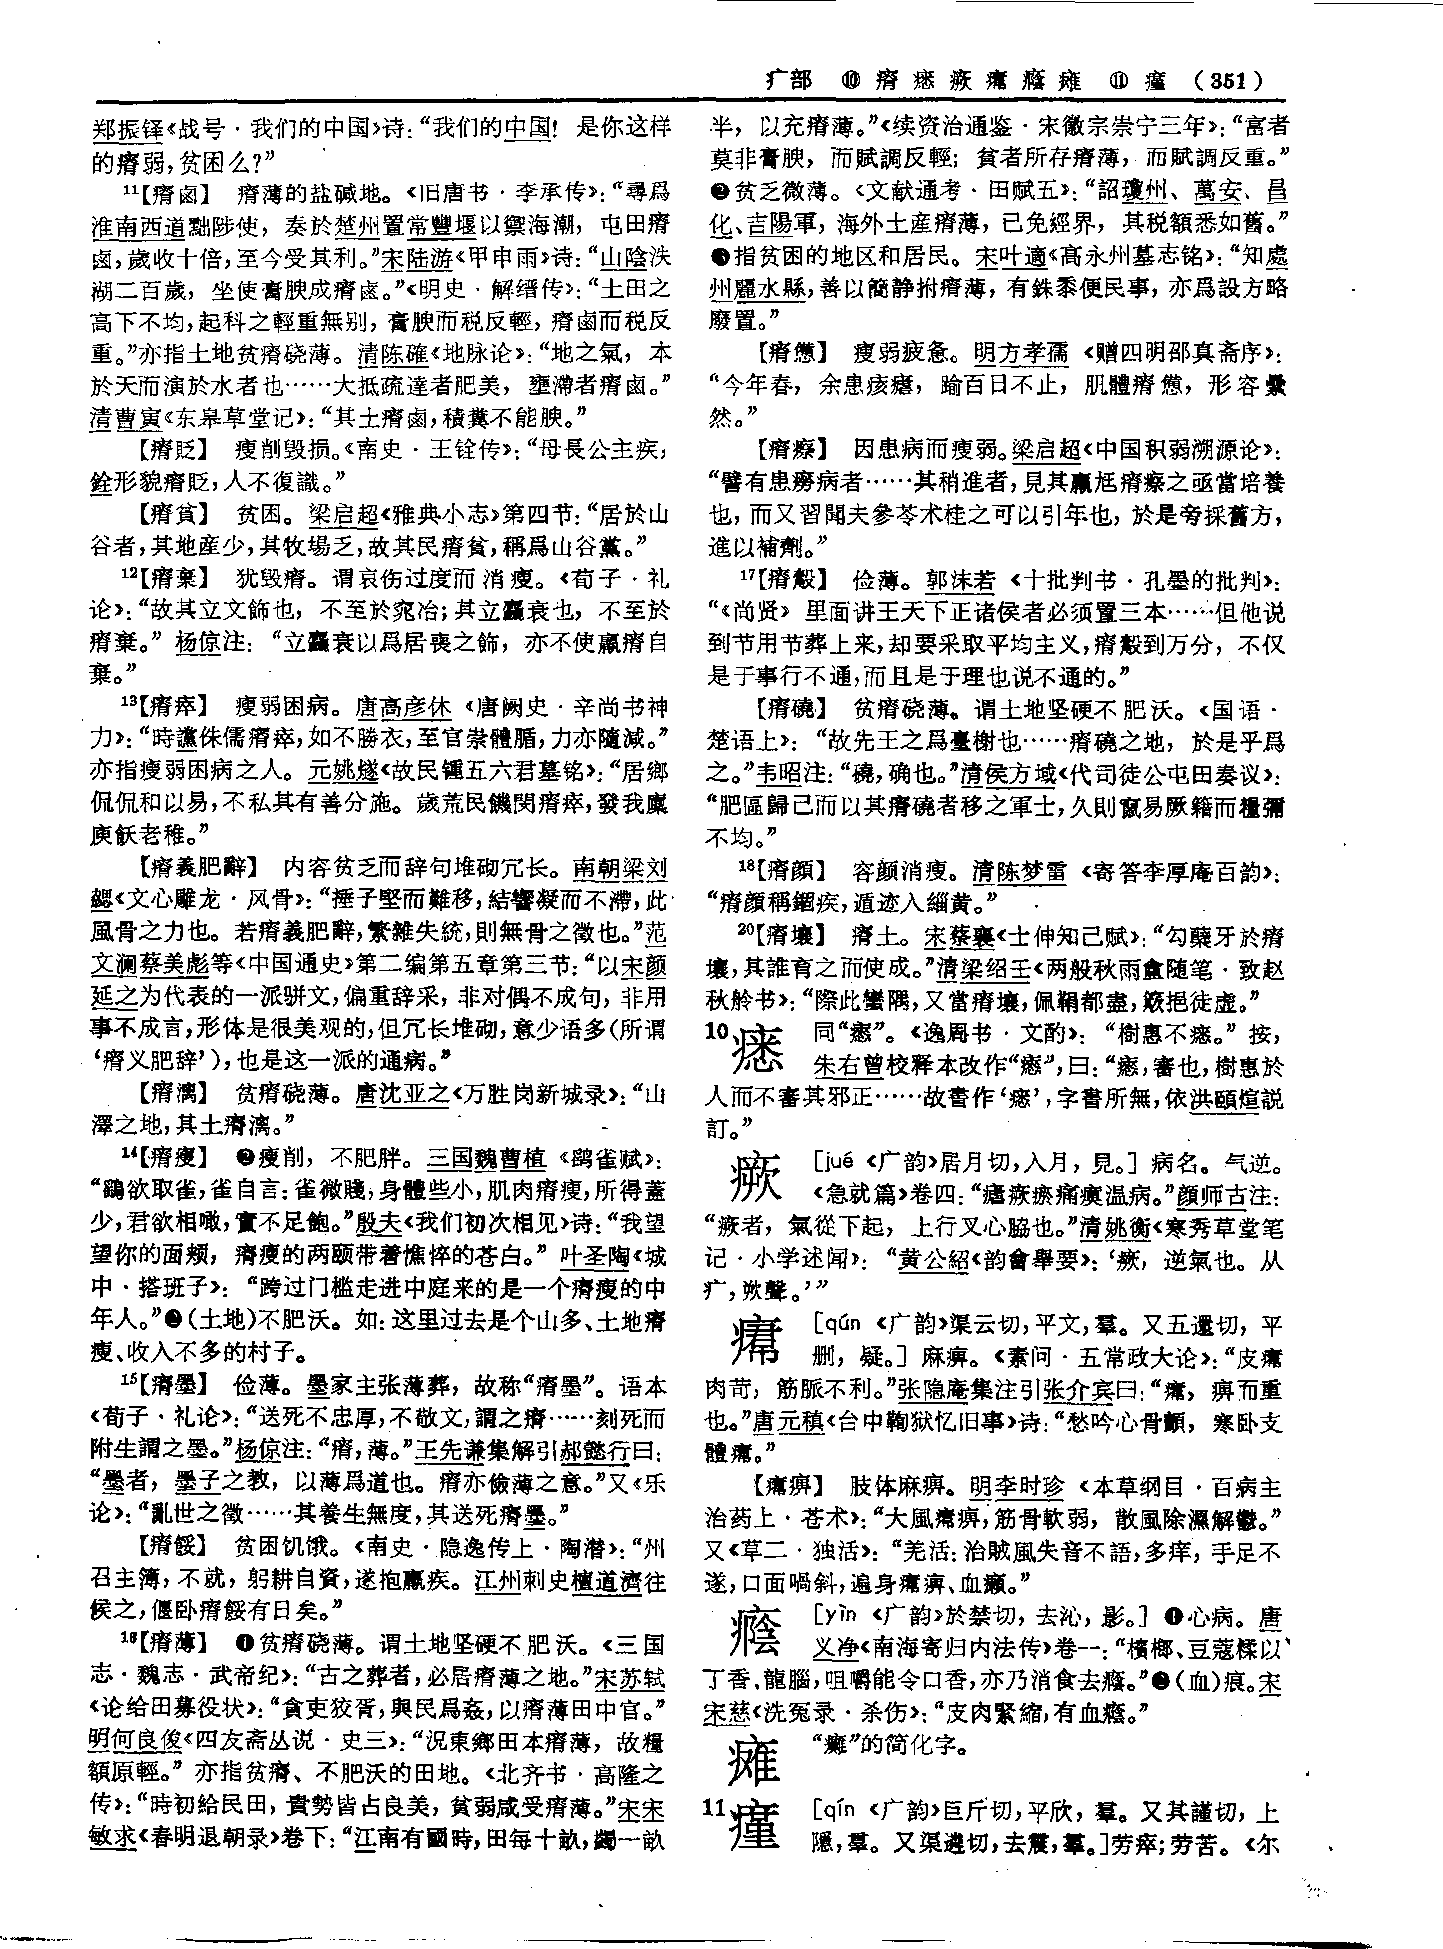 疒部 ⑩瘠㾕瘚㿏㿄瘫 ⑪瘽 (351)
郑振铎《战号·我们的中国》诗:“我们的中国! 是你这样
的瘠弱,贫困么?”
11【瘠鹵】 瘠薄的盐碱地。《旧唐书·李承传》:“尋爲
淮南西道黜陟使，奏於楚州置常豐堰以禦海潮，屯田瘠
鹵,歲收十倍,至今受其利。”宋陆游《甲申雨》诗:“山陰泆
湖二百歲，坐使膏腴成瘠鹵。”《明史·解缙传》:“土田之
高下不均,起科之輕重無别，膏腴而税反輕，瘠鹵而税反
重。”亦指土地贫瘠硗薄。清陈確《地脉论》:“地之氣，本
於天而演於水者也……大抵疏達者肥美，壅滯者瘠鹵。”
清曹寅《东皋草堂记》:“其土瘠鹵,積糞不能腴。”
【瘠貶】 瘦削毁损。《南史·王铨传》:“母長公主疾,
銓形貌瘠貶,人不復識。”
【瘠貧】 贫困。梁启超《雅典小志》第四节:“居於山
谷者,其地産少,其牧場乏,故其民瘠貧,稱爲山谷黨。”
12【瘠棄】 犹毁瘠。谓哀伤过度而消瘦。《荀子·礼
论》:“故其立文飾也，不至於窕冶;其立麤衰也，不至於
瘠棄。”杨倞注:“立麤衰以爲居喪之飾，亦不使羸瘠自
棄。”
13【瘠瘁】 瘦弱困病。唐高彦休《唐阙史·辛尚书神
力》:“時譙侏儒瘠瘁,如不勝衣,至官崇體腯,力亦隨减。”
亦指瘦弱困病之人。元姚燧《故民锺五六君墓铭》:“居鄉
侃侃和以易,不私其有善分施。歲荒民饑閔瘠瘁,發我廩
庾飫老稚。”
【瘠義肥辭】 内容贫乏而辞句堆砌冗长。南朝梁刘
勰《文心雕龙·风骨》:“捶字堅而難移,結響凝而不滯,此
風骨之力也。若瘠義肥辭,繁雜失統,則無骨之徵也。”范
文澜蔡美彪等《中国通史》第二编第五章第三节:“以宋颜
延之为代表的一派骈文,偏重辞采，非对偶不成句，非用
事不成言,形体是很美观的,但冗长堆砌,意少语多(所谓
‘瘠义肥辞’),也是这一派的通病。”
【瘠漓】 贫瘠硗薄。唐沈亚之《万胜岗新城录》:“山
澤之地,其土瘠漓。”
14【瘠瘦】 ❶瘦削，不肥胖。三国魏曹植《鹞雀赋》:
“鷂欲取雀,雀自言:雀微賤,身體些小,肌肉瘠瘦,所得蓋
少,君欲相噉,實不足飽。”殷夫《我们初次相见》诗:“我望
望你的面颊，瘠瘦的两颐带着憔悴的苍白。”叶圣陶《城
中·搭班子》:“跨过门槛走进中庭来的是一个瘠瘦的中
年人。”❷(土地)不肥沃。如:这里过去是个山多、土地瘠
瘦、收入不多的村子。
15【瘠墨】 俭薄。墨家主张薄葬，故称“瘠墨”。语本
《荀子·礼论》:“送死不忠厚,不敬文,謂之瘠……刻死而
附生謂之墨。”杨倞注:“瘠,薄。”王先谦集解引郝懿行曰:
“墨者，墨子之教，以薄爲道也。瘠亦儉薄之意。”又《乐
论》:“亂世之徵……其養生無度,其送死瘠墨。”
【瘠餒】 贫困饥饿。《南史·隐逸传上·陶潜》:“州
召主簿，不就，躬耕自資,遂抱羸疾。江州刺史檀道濟往
候之,偃卧瘠餒有日矣。”
16【瘠薄】 ❶贫瘠硗薄。谓土地坚硬不肥沃。《三国
志·魏志·武帝纪》:“古之葬者,必居瘠薄之地。”宋苏轼
《论给田募役状》:“貪吏狡胥,與民爲姦,以瘠薄田中官。”
明何良俊《四友斋丛说·史三》:“況東鄉田本瘠薄，故糧
額原輕。”亦指贫瘠、不肥沃的田地。《北齐书·高隆之
传》:“時初給民田，貴勢皆占良美，貧弱咸受瘠薄。”宋宋
敏求《春明退朝录》卷下:“江南有國時,田每十畝,蠲一畝
半，以充瘠薄。”《续资治通鉴·宋徽宗崇宁三年》:“富者
莫非膏腴，而賦調反輕;貧者所存瘠薄，而賦調反重。”
❷贫乏微薄。《文献通考·田赋五》:“詔瓊州、萬安、昌
化、吉陽軍，海外土産瘠薄，已免經界，其税額悉如舊。”
❸指贫困的地区和居民。宋叶適《高永州墓志铭》:“知處
州麗水縣,善以簡静拊瘠薄，有銖黍便民事，亦爲設方略
廢置。”
【瘠憊】 瘦弱疲惫。明方孝孺《赠四明邵真斋序》:
“今年春，余患痎瘧，踰百日不止，肌體瘠憊，形容纍
然。”
【瘠瘵】 因患病而瘦弱。梁启超《中国积弱溯源论》:
“譬有患癆病者……其稍進者,見其羸尪瘠瘵之亟當培養
也,而又習聞夫參苓术桂之可以引年也，於是旁採舊方,
進以補劑。”
17【瘠觳】 俭薄。郭沫若《十批判书·孔墨的批判》:
“《尚贤》里面讲王天下正诸侯者必须置三本……但他说
到节用节葬上来,却要采取平均主义,瘠觳到万分，不仅
是于事行不通,而且是于理也说不通的。”
【瘠磽】 贫瘠硗薄。谓土地坚硬不肥沃。《国语·
楚语上》:“故先王之爲臺榭也……瘠磽之地，於是乎爲
之。”韦昭注:“磽,确也。”清侯方域《代司徒公屯田奏议》:
“肥區歸己而以其瘠磽者移之軍士,久則竄易厥籍而糧彌
不均。”
18【瘠顔】 容颜消瘦。清陈梦雷《寄答李厚庵百韵》:
“瘠顔稱錮疾,遁迹入緇黄。”
20【瘠壤】 瘠土。宋蔡襄《士伸知己赋》:“勾蘖牙於瘠
壤,其誰育之而使成。”清梁绍壬《两般秋雨盦随笔·致赵
秋舲书》:“際此蠻隅,又當瘠壤,佩鞘都盡,簸挹徒虚。”
10 㾕 同“𤹇”。《逸周书·文酌》:“樹惠不㾕。”按,
朱右曾校释本改作“𤹇”,曰:“𤹇,審也,樹惠於
人而不審其邪正……故舊作‘㾕’,字書所無,依洪頤煊説
訂。”
瘚 [jué 《广韵》居月切,入月，見。] 病名。气逆。
《急就篇》卷四:“瘧瘚瘀痛瘼温病。”顔师古注:
“瘚者，氣從下起，上行叉心脇也。”清姚衡《寒秀草堂笔
记·小学述闻》:“黄公紹《韵會舉要》:‘瘚，逆氣也。从
疒,欮聲。’”
㿏 [qún 《广韵》渠云切,平文,羣。又五還切，平
删，疑。] 麻痹。《素问·五常政大论》:“皮㿏
肉苛，筋脈不利。”张隐庵集注引张介宾曰:“㿏，痹而重
也。”唐元稹《台中鞫狱忆旧事》诗:“愁吟心骨顫，寒卧支
體㿏。”
【㿏痹】 肢体麻痹。明李时珍《本草纲目·百病主
治药上·苍术》:“大風㿏痹,筋骨軟弱，散風除濕解鬱。”
又《草二·独活》:“羌活:治賊風失音不語,多痒，手足不
遂,口面喎斜,遍身㿏痹、血癩。”
㿄 [yìn 《广韵》於禁切，去沁，影。] ❶心病。唐
义净《南海寄归内法传》卷一:“檳榔、豆蔻糅以
丁香、龍腦,咀嚼能令口香,亦乃消食去㿄。”❷(血)痕。宋
宋慈《洗冤录·杀伤》:“皮肉緊縮,有血㿄。”
瘫 “癱”的简化字。
11 瘽 [qín 《广韵》巨斤切,平欣，羣。又其謹切，上
隱,羣。又渠遴切,去震,羣。]劳瘁;劳苦。《尔